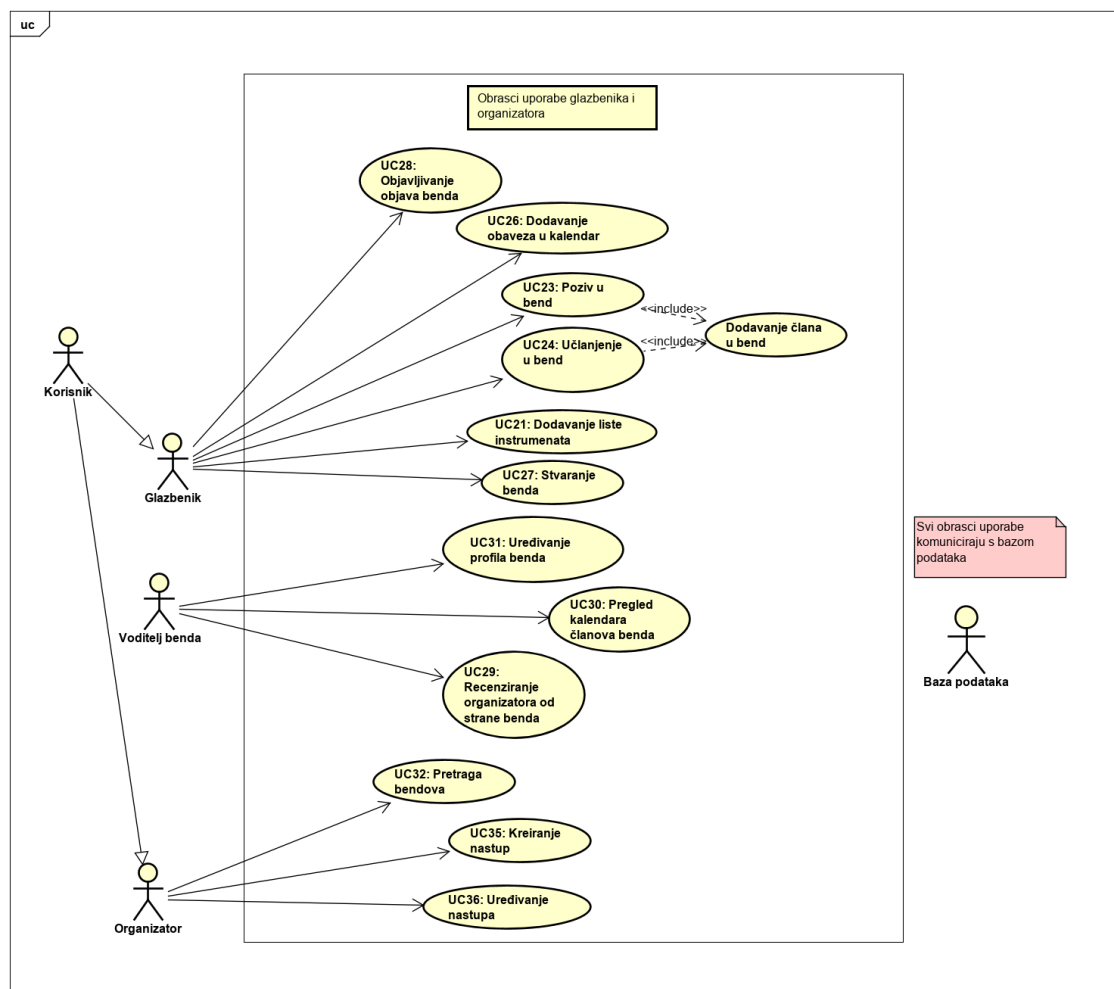 uc
Obrasci uporabe glazbenika i
organizatora
UC28:
Objavljivanje
objava benda
UC26: Dodavanje
obaveza u kalendar
UC23: Poziv u
bend
<<include>>
Dodavanje člana
u bend
UC24: Učlanjenje
u bend
<<include>>
Korisnik
UC21: Dodavanje liste
instrumenata
Glazbenik
UC27: Stvaranje
benda
Svi obrasci uporabe
komuniciraju s bazom
podataka
UC31: Uređivanje
profila benda
Voditelj benda
UC30: Pregled
kalendara
članova benda
Baza podataka
UC29:
Recenziranje
organizatora od
strane benda
UC32: Pretraga
bendova
UC35: Kreiranje
nastup
UC36: Uređivanje
nastupa
Organizator